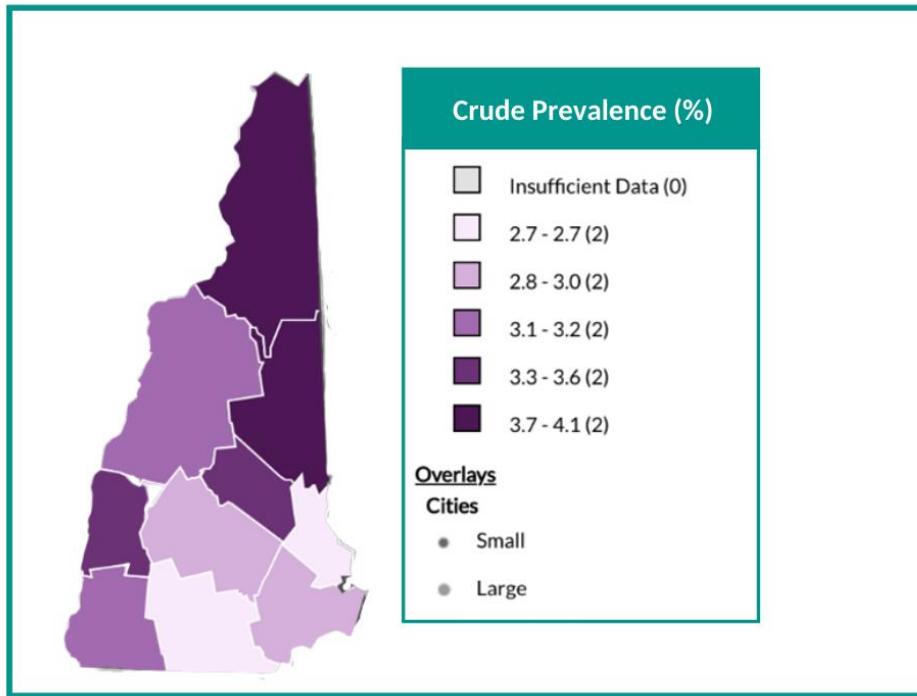 Crude Prevalence (%)
Insufficient Data (0)
2.7 - 2.7 (2)
2.8 - 3.0 (2)
3.1 - 3.2 (2)
3.3 - 3.6 (2)
3.7 - 4.1 (2)
Overlays
Cities
Small
Large